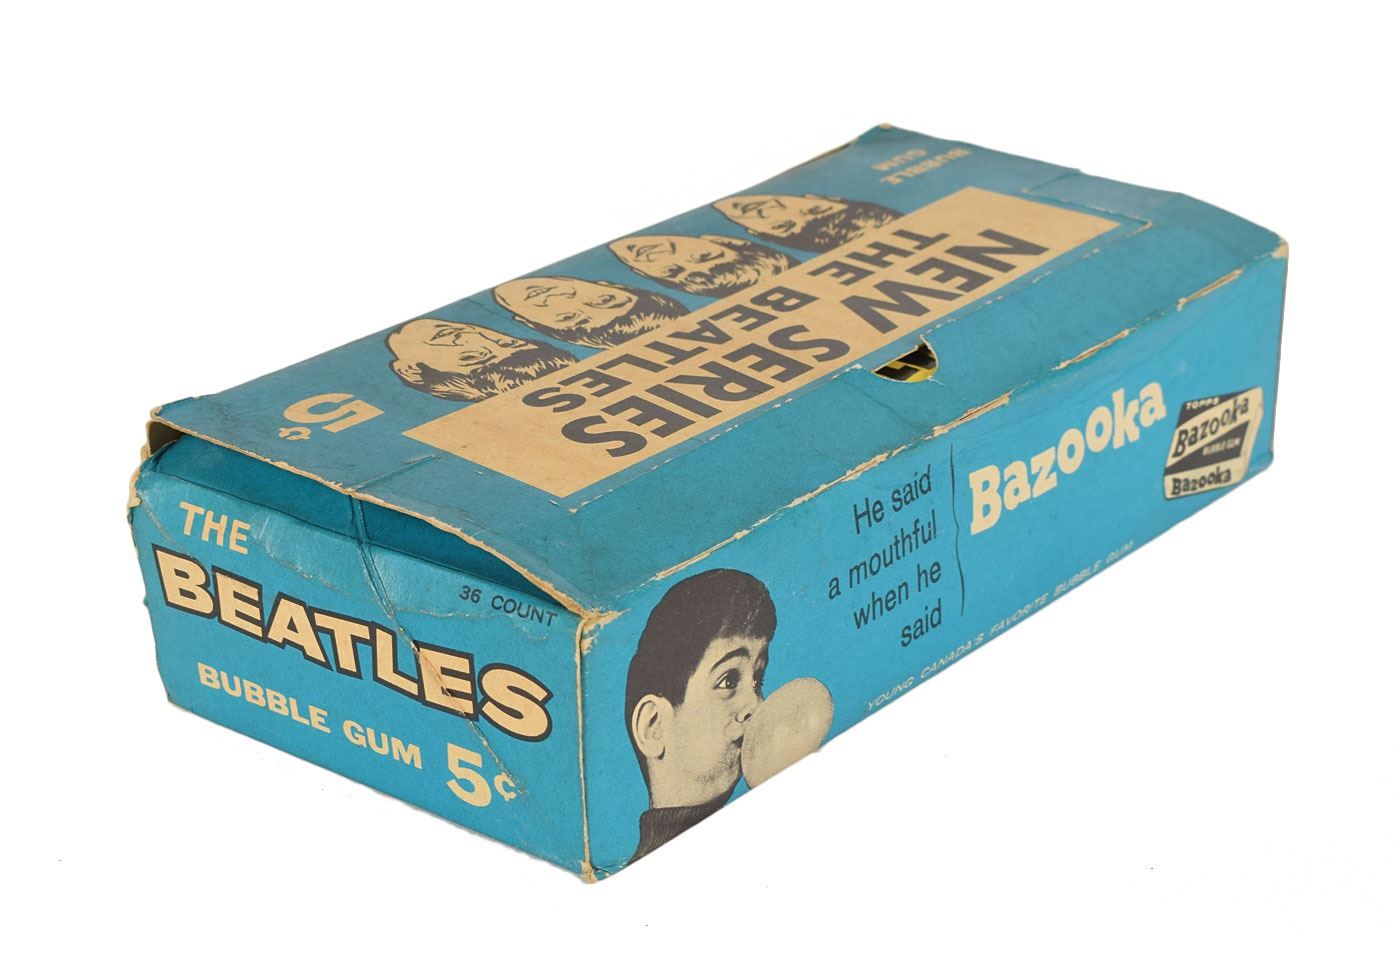 BUBBLE
GUM
NEW SERIES
THE BEATLES
5¢
THE
BEATLES
36 COUNT
BUBBLE GUM 5¢
He said
a mouthful
when he
said
Bazooka
YOUNG CANADA'S FAVORITE BUBBLE GUM
TOPPS
Bazooka
BUBBLE GUM
Bazooka